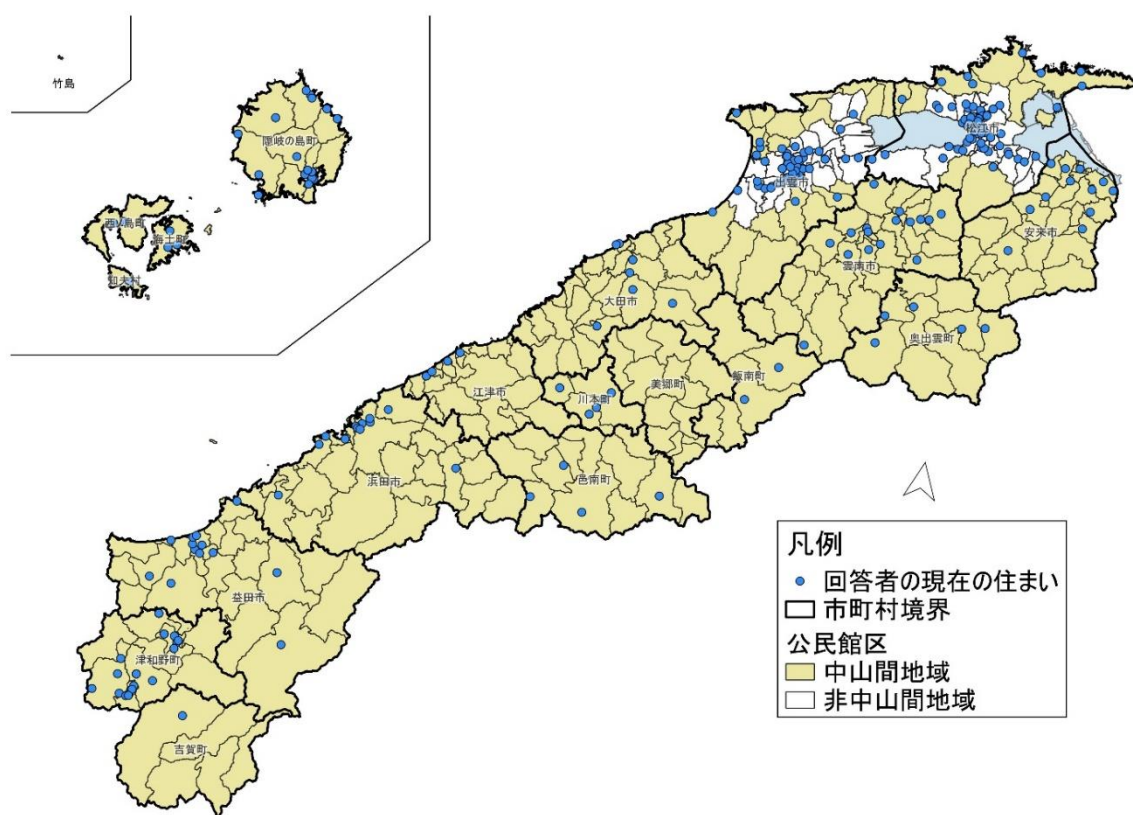 竹島
隠岐の島町
西ノ島町
海士町
知夫村
松江市
出雲市
安来市
雲南市
大田市
奥出雲町
飯南町
美郷町
江津市
川本町
邑南町
浜田市
益田市
津和野町
吉賀町
凡例
回答者の現在の住まい
市町村境界
公民館区
中山間地域
非中山間地域